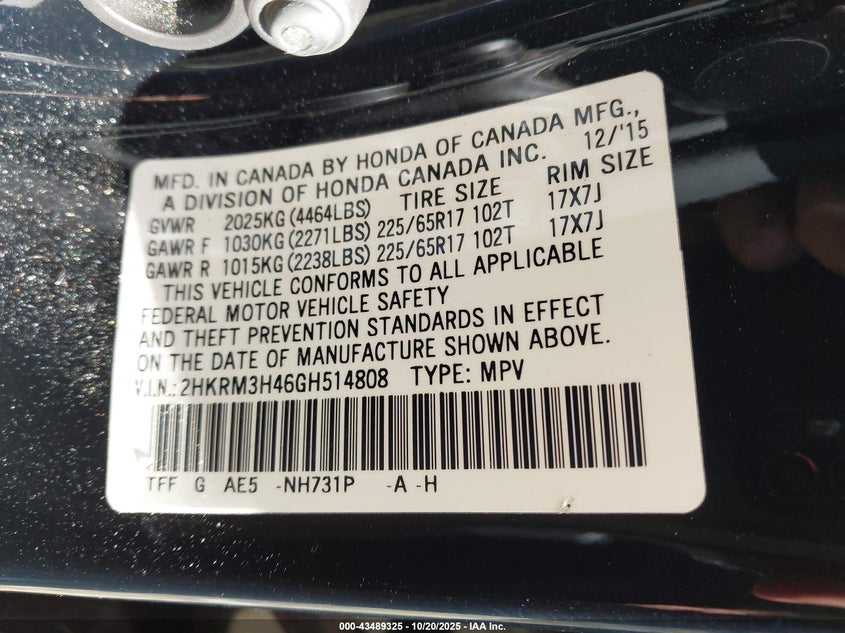 MFD. IN CANADA BY HONDA OF CANADA MFG.,
A DIVISION OF HONDA CANADA INC. 12/'15
GVWR 2025KG (4464LBS) TIRE SIZE RIM SIZE
GAWR F 1030KG (2271LBS) 225/65R17 102T 17X7J
GAWR R 1015KG (2238LBS) 225/65R17 102T 17X7J
THIS VEHICLE CONFORMS TO ALL APPLICABLE
FEDERAL MOTOR VEHICLE SAFETY
AND THEFT PREVENTION STANDARDS IN EFFECT
ON THE DATE OF MANUFACTURE SHOWN ABOVE.
V.I.N.: 2HKRM3H46GH514808 TYPE: MPV
TFF G AE5 -NH731P -A -H
000-43489325 - 10/20/2025 - IAA Inc.